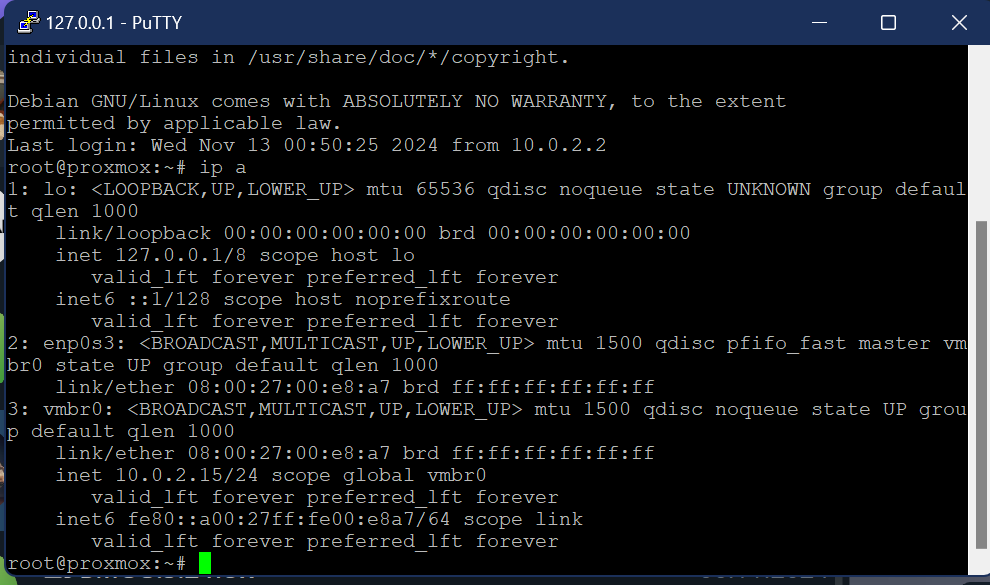 127.0.0.1 - PuTTY
individual files in /usr/share/doc/*/copyright.
Debian GNU/Linux comes with ABSOLUTELY NO WARRANTY, to the extent
permitted by applicable law.
Last login: Wed Nov 13 00:50:25 2024 from 10.0.2.2
root@proxmox:~# ip a
1: lo: <LOOPBACK,UP,LOWER_UP> mtu 65536 qdisc noqueue state UNKNOWN group defaul
t qlen 1000
    link/loopback 00:00:00:00:00:00 brd 00:00:00:00:00:00
    inet 127.0.0.1/8 scope host lo
       valid_lft forever preferred_lft forever
    inet6 ::1/128 scope host noprefixroute
       valid_lft forever preferred_lft forever
2: enp0s3: <BROADCAST,MULTICAST,UP,LOWER_UP> mtu 1500 qdisc pfifo_fast master vm
br0 state UP group default qlen 1000
    link/ether 08:00:27:00:e8:a7 brd ff:ff:ff:ff:ff:ff
3: vmbr0: <BROADCAST,MULTICAST,UP,LOWER_UP> mtu 1500 qdisc noqueue state UP grou
p default qlen 1000
    link/ether 08:00:27:00:e8:a7 brd ff:ff:ff:ff:ff:ff
    inet 10.0.2.15/24 scope global vmbr0
       valid_lft forever preferred_lft forever
    inet6 fe80::a00:27ff:fe00:e8a7/64 scope link
       valid_lft forever preferred_lft forever
root@proxmox:~#